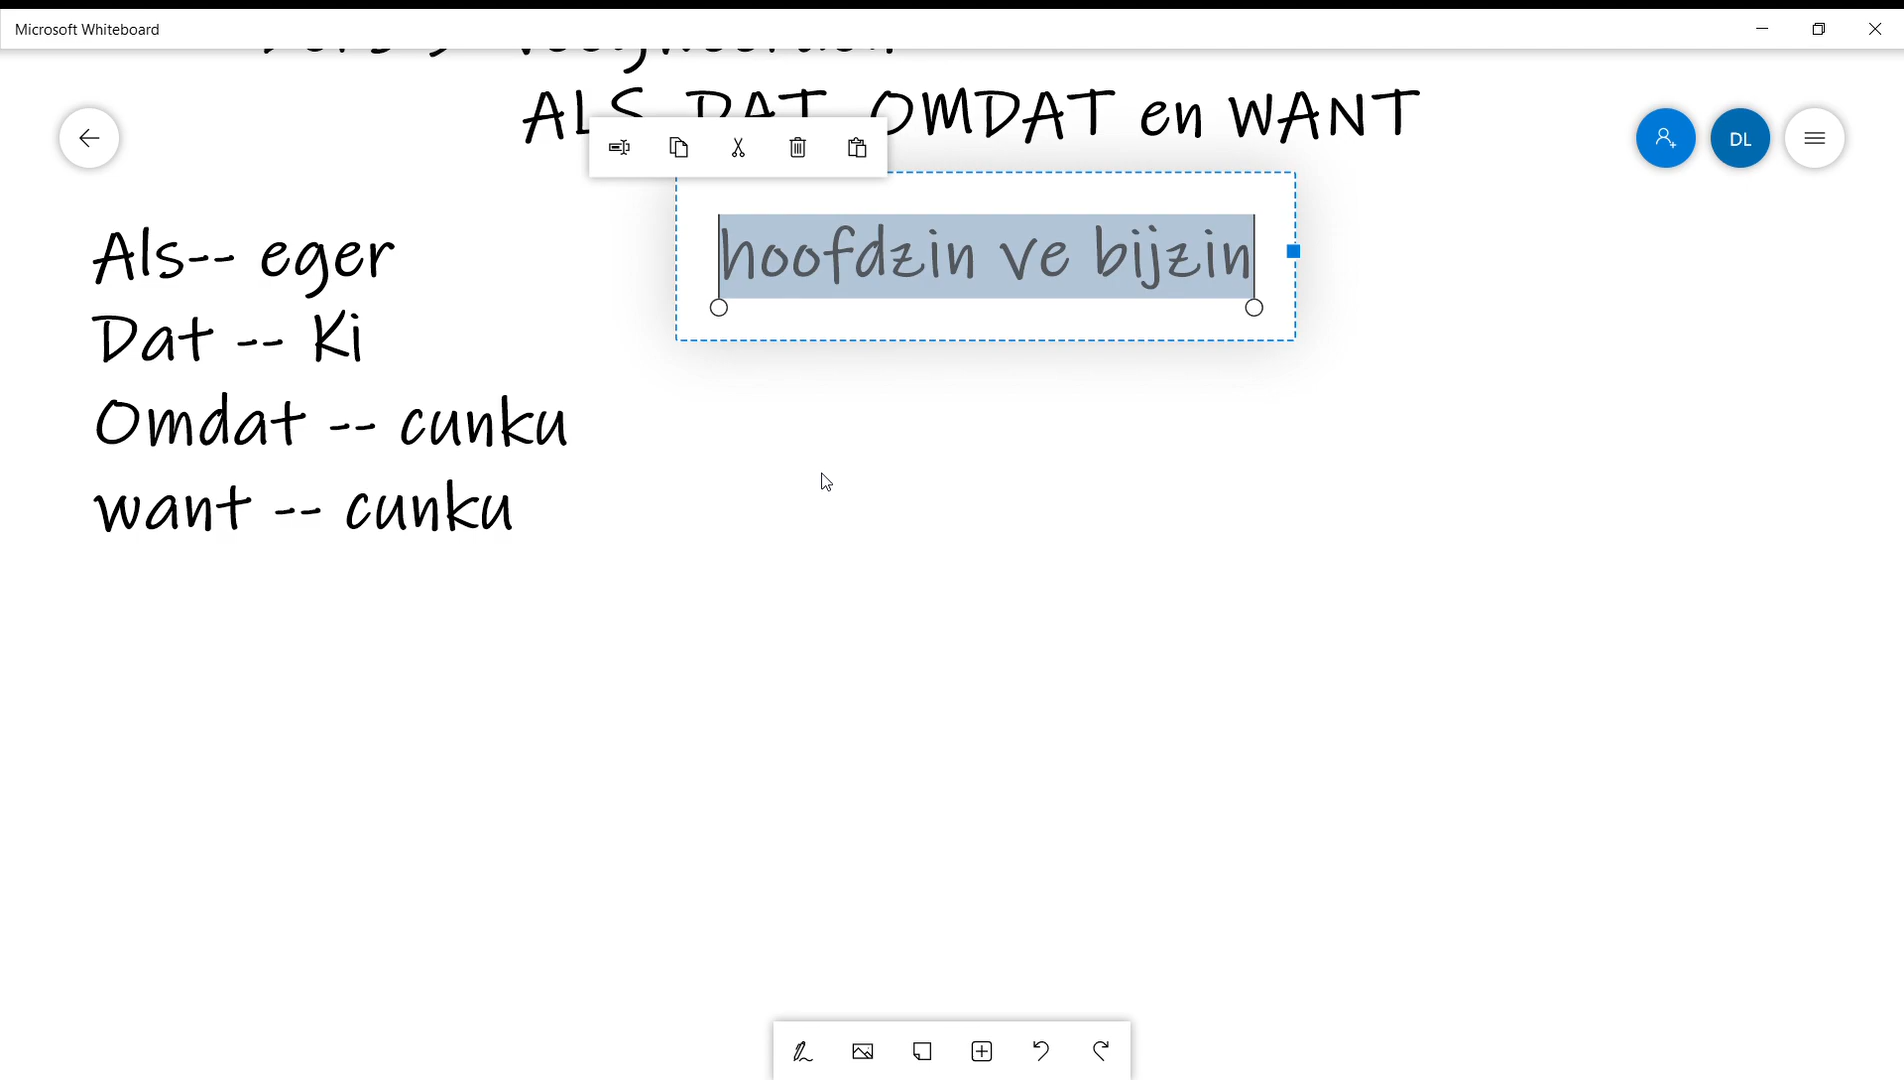 Microsoft Whiteboard
ALS, DAT, OMDAT en WANT
DL
hoofdzin ve bijzin
Als-- eger
Dat -- Ki
Omdat -- cunku
want -- cunku